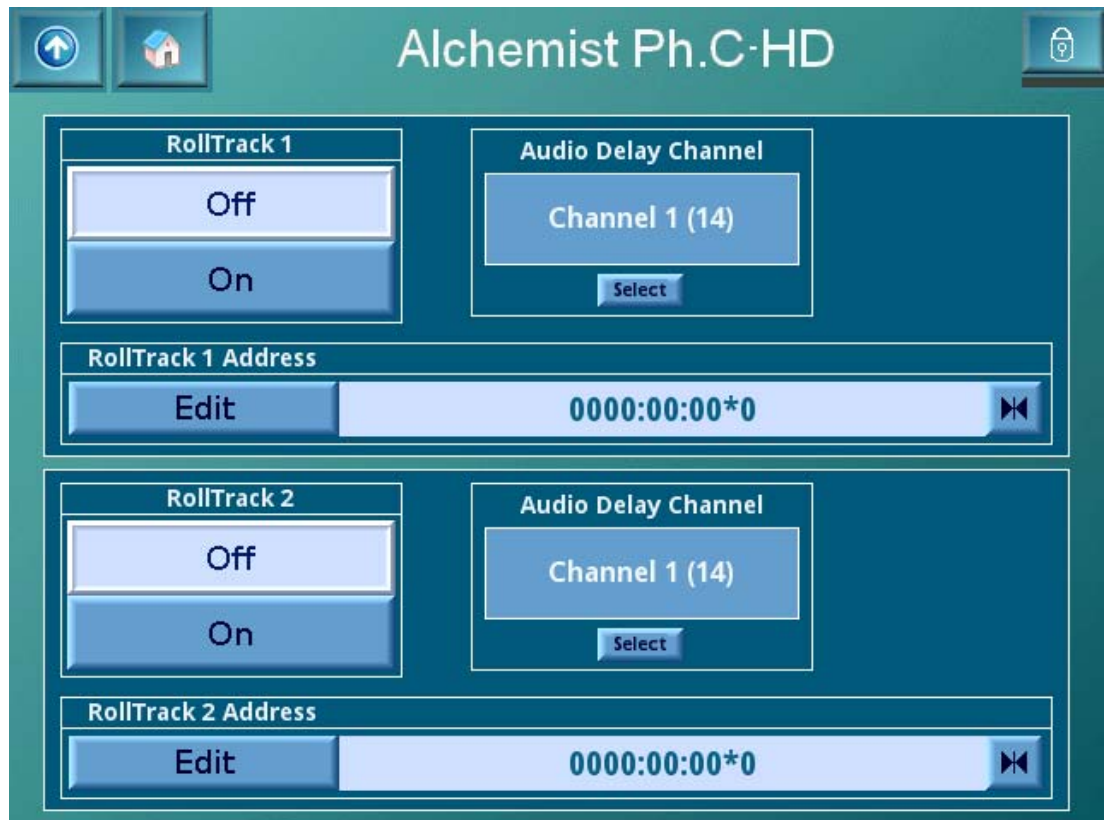 Alchemist Ph.C-HD
RollTrack 1
Off
On
Audio Delay Channel
Channel 1 (14)
Select
RollTrack 1 Address
Edit
0000:00:00*0
RollTrack 2
Off
On
Audio Delay Channel
Channel 1 (14)
Select
RollTrack 2 Address
Edit
0000:00:00*0